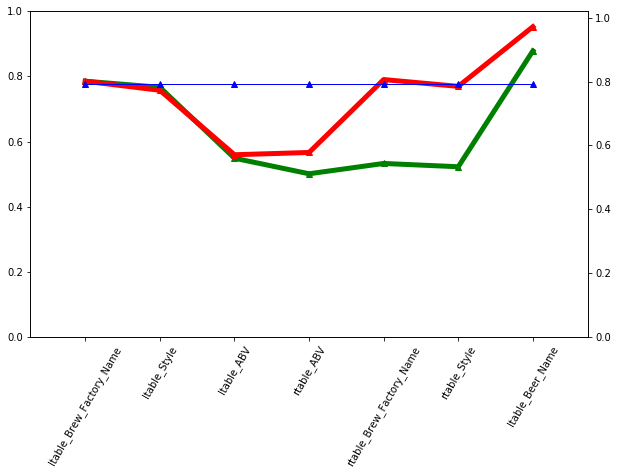 1.0
0.8
0.6
0.4
0.2
0.0
1.0
0.8
0.6
0.4
0.2
0.0
ltable_Brew_Factory_Name
ltable_Style
ltable_ABV
rtable_ABV
rtable_Brew_Factory_Name
rtable_Style
ltable_Beer_Name